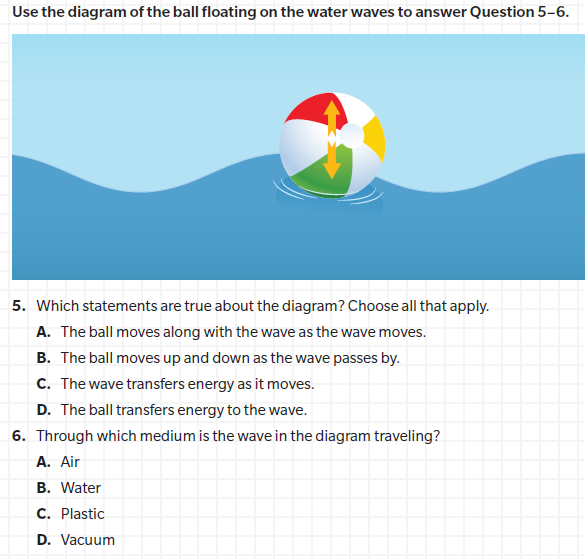 Use the diagram of the ball floating on the water waves to answer Question 5–6.
5. Which statements are true about the diagram? Choose all that apply.
A. The ball moves along with the wave as the wave moves.
B. The ball moves up and down as the wave passes by.
C. The wave transfers energy as it moves.
D. The ball transfers energy to the wave.
6. Through which medium is the wave in the diagram traveling?
A. Air
B. Water
C. Plastic
D. Vacuum